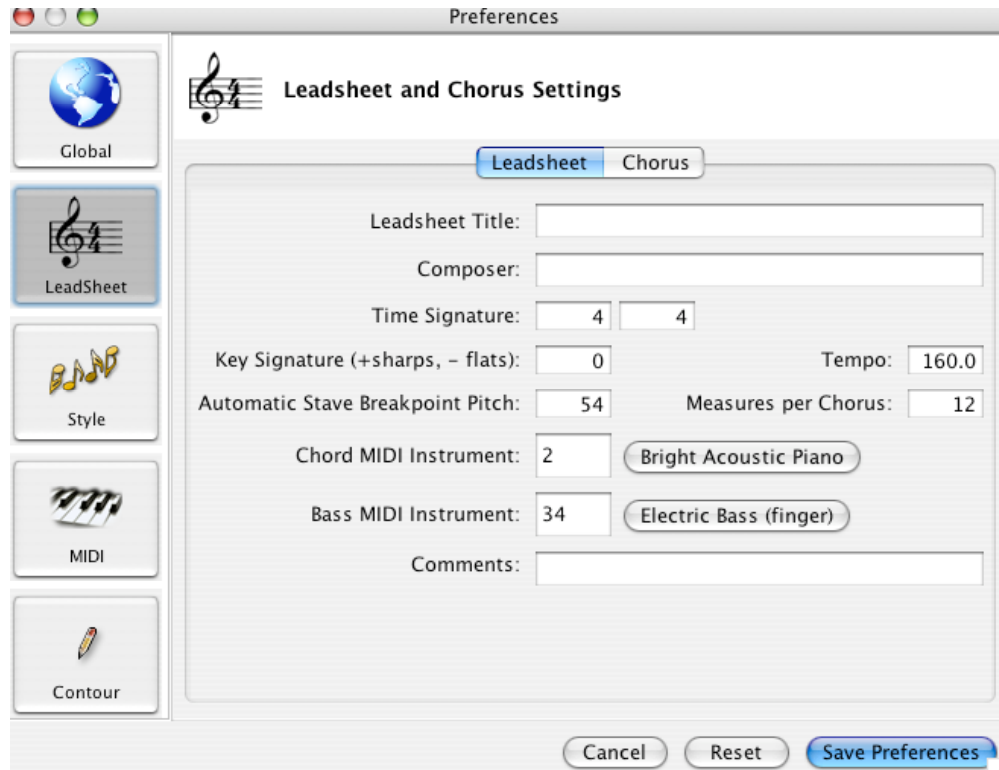 Preferences
Global
LeadSheet
Style
MIDI
Contour
Leadsheet and Chorus Settings
Leadsheet Chorus
Leadsheet Title:
Composer:
Time Signature: 4 4
Key Signature (+sharps, – flats): 0 Tempo: 160.0
Automatic Stave Breakpoint Pitch: 54 Measures per Chorus: 12
Chord MIDI Instrument: 2 Bright Acoustic Piano
Bass MIDI Instrument: 34 Electric Bass (finger)
Comments:
Cancel Reset Save Preferences